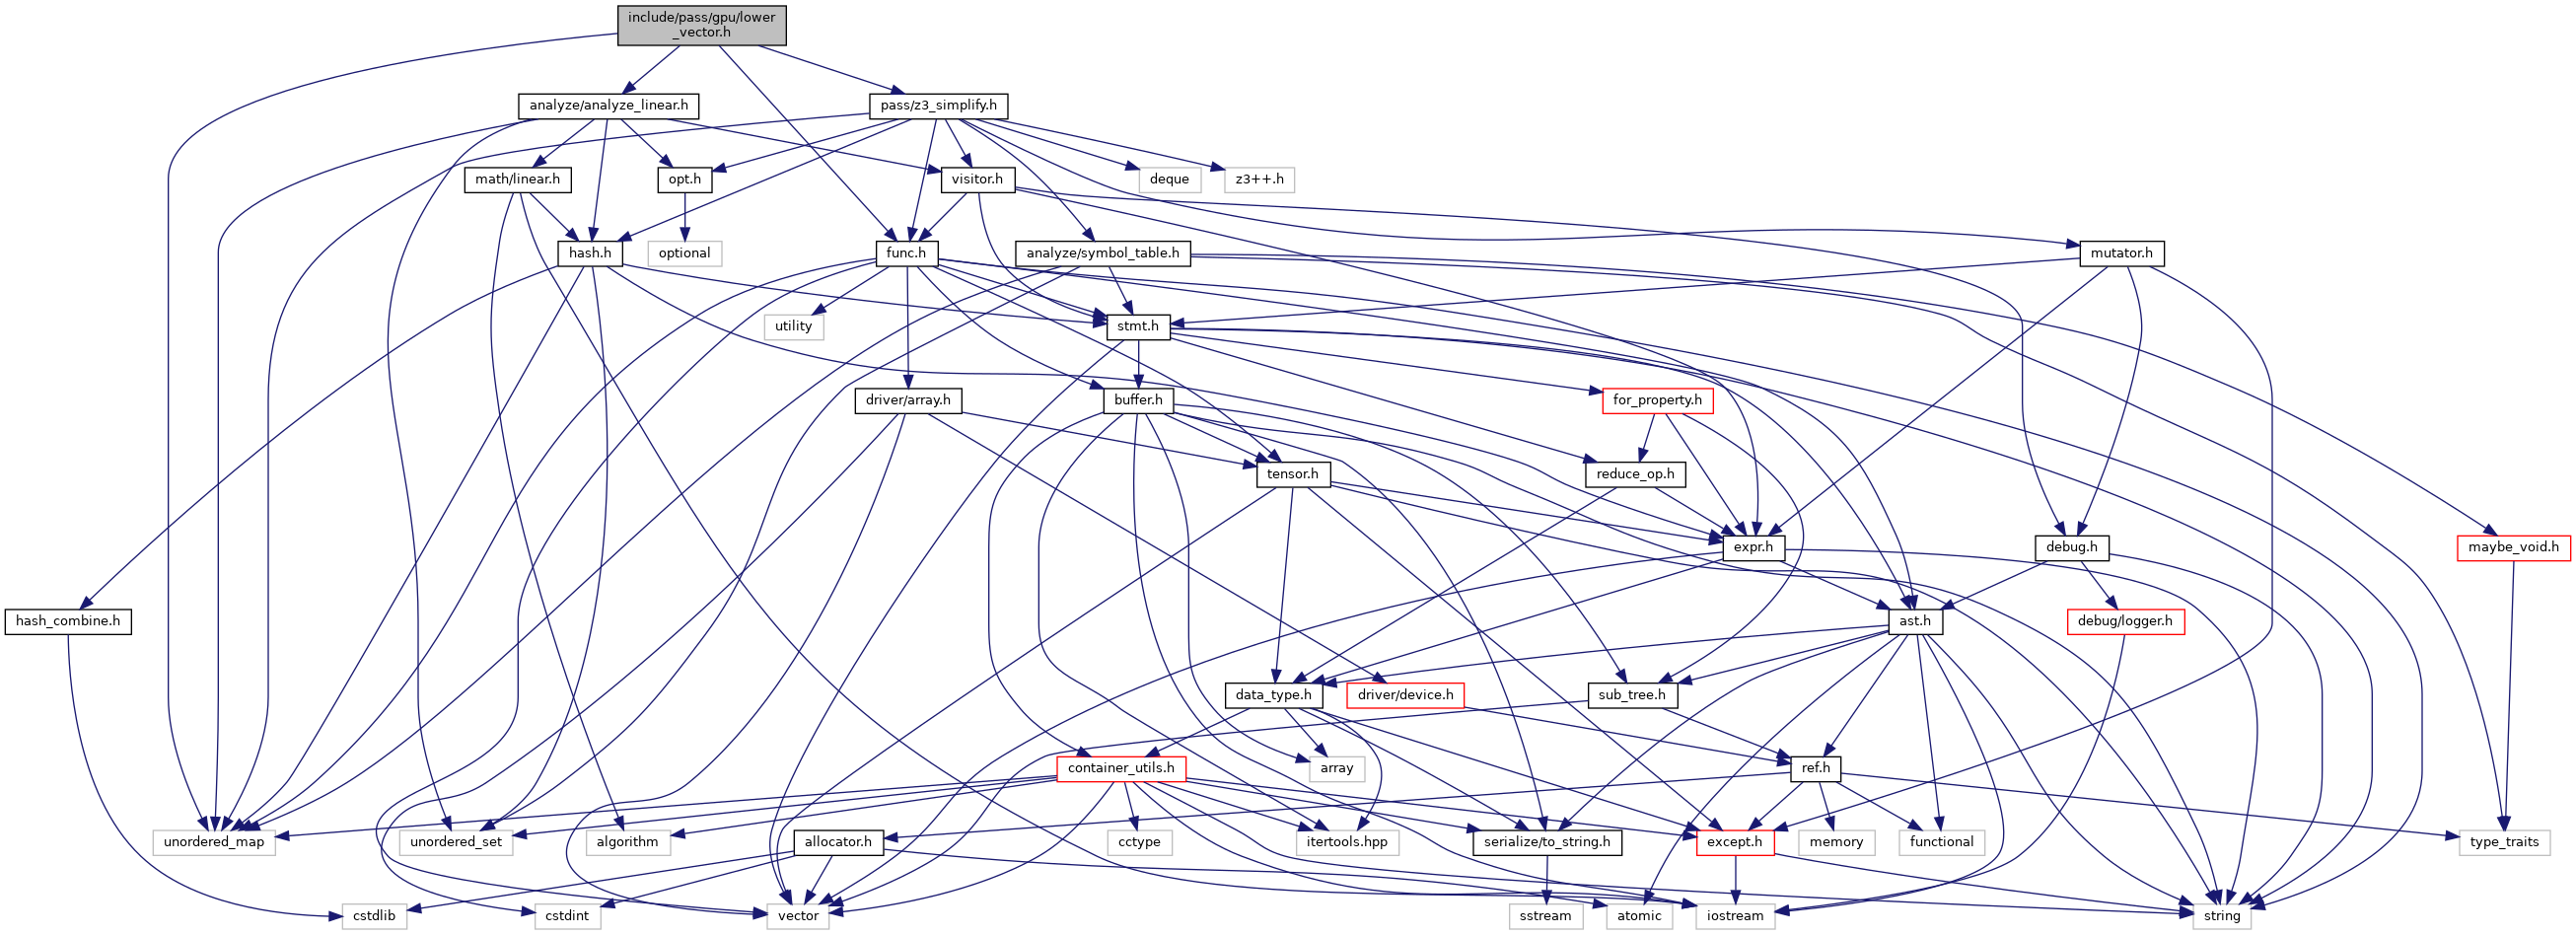 include/pass/gpu/lower
_vector.h
analyze/analyze_linear.h
pass/z3_simplify.h
math/linear.h
opt.h
visitor.h
deque
z3++.h
hash.h
optional
func.h
analyze/symbol_table.h
mutator.h
utility
stmt.h
driver/array.h
buffer.h
for_property.h
tensor.h
reduce_op.h
expr.h
debug.h
maybe_void.h
hash_combine.h
ast.h
debug/logger.h
data_type.h
driver/device.h
sub_tree.h
container_utils.h
array
ref.h
unordered_map
unordered_set
algorithm
allocator.h
cctype
itertools.hpp
serialize/to_string.h
except.h
memory
functional
type_traits
cstdlib
cstdint
vector
sstream
atomic
iostream
string